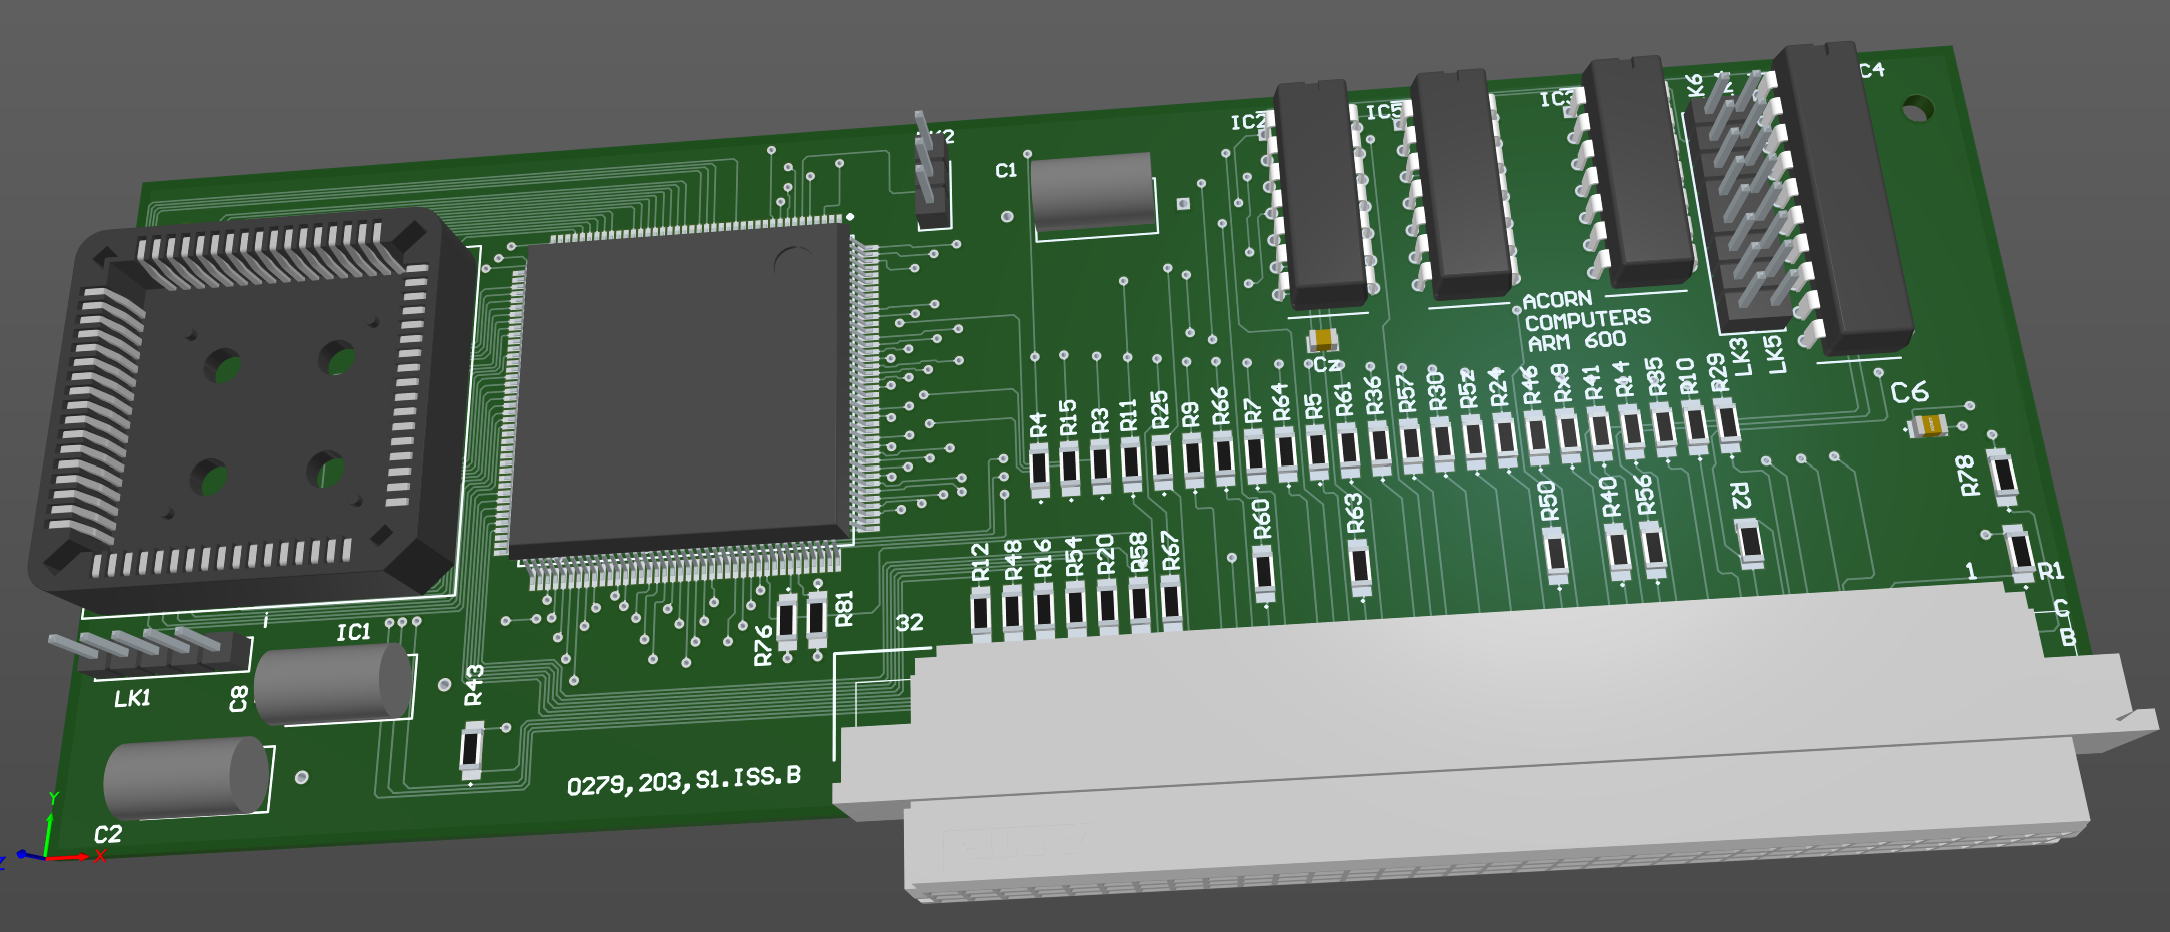 C4
IC2
IC5
C1
ACORN
COMPUTERS
ARM 600
LK3
LK5
C6
R4
R15
R3
R11
R25
R9
R66
R7
R64
R5
R61
R36
R57
R30
R52
R24
R46
R41
R35
R10
R29
R78
R60
R63
R50
R40
R56
R2
R12
R48
R16
R54
R20
R58
R67
R1
1
C
B
R76
R81
32
IC1
LK1
C8
R43
C2
0279,203,S1.ISS.B
Y
X
Z